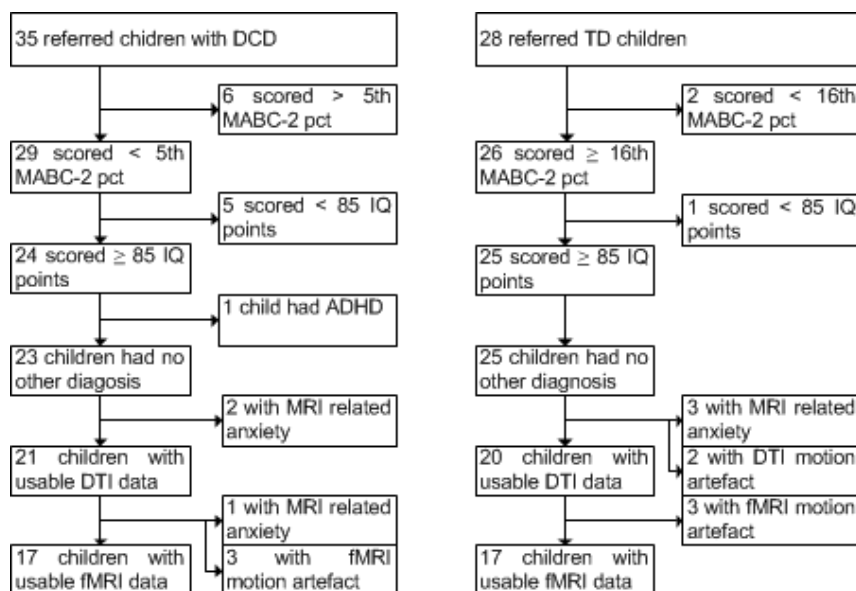 35 referred chidren with DCD
6 scored > 5th
MABC-2 pct
29 scored < 5th
MABC-2 pct
5 scored < 85 IQ
points
24 scored ≥ 85 IQ
points
1 child had ADHD
23 children had no
other diagosis
2 with MRI related
anxiety
21 children with
usable DTI data
1 with MRI related
anxiety
3 with fMRI
motion artefact
17 children with
usable fMRI data
28 referred TD children
2 scored < 16th
MABC-2 pct
26 scored ≥ 16th
MABC-2 pct
1 scored < 85 IQ
points
25 scored ≥ 85 IQ
points
25 children had no
other diagnosis
3 with MRI related
anxiety
2 with DTI motion
artefact
20 children with
usable DTI data
3 with fMRI motion
artefact
17 children with
usable fMRI data